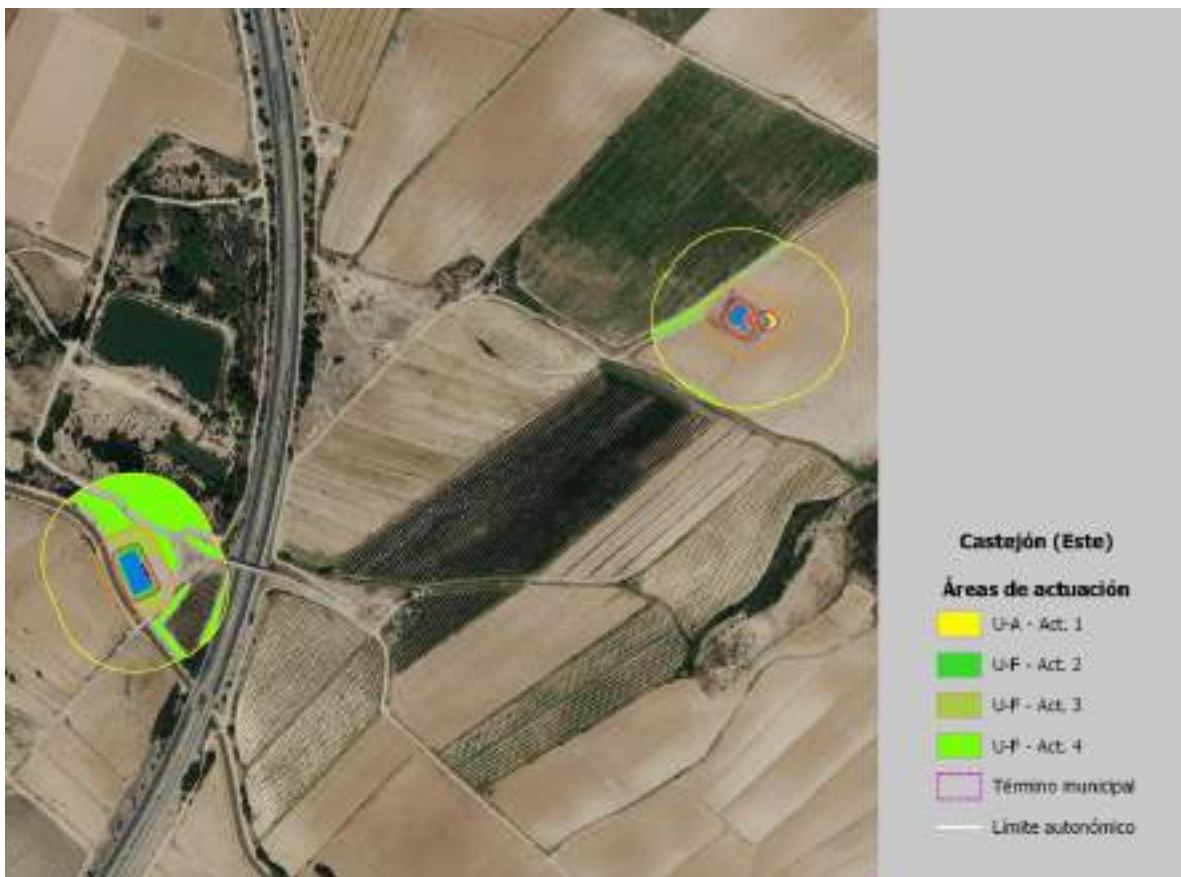 Castejón (Este)
Áreas de actuación
U-A - Act. 1
U-F - Act. 2
U-F - Act. 3
U-F - Act. 4
Término municipal
Límite autonómico